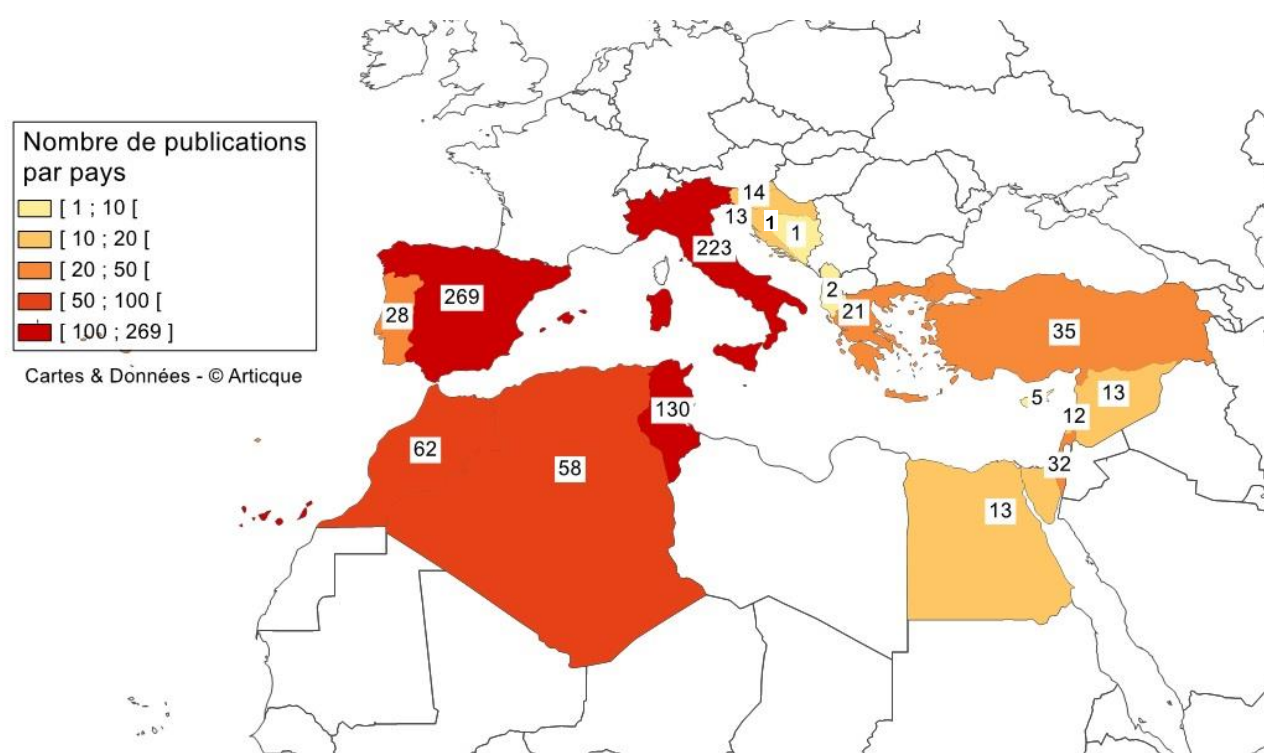 Nombre de publications
par pays
[ 1 ; 10 [
[ 10 ; 20 [
[ 20 ; 50 [
[ 50 ; 100 [
[ 100 ; 269 ]
Cartes & Données - © Articque
14
13
1
1
223
269
28
2
21
35
5
13
12
130
62
58
32
13